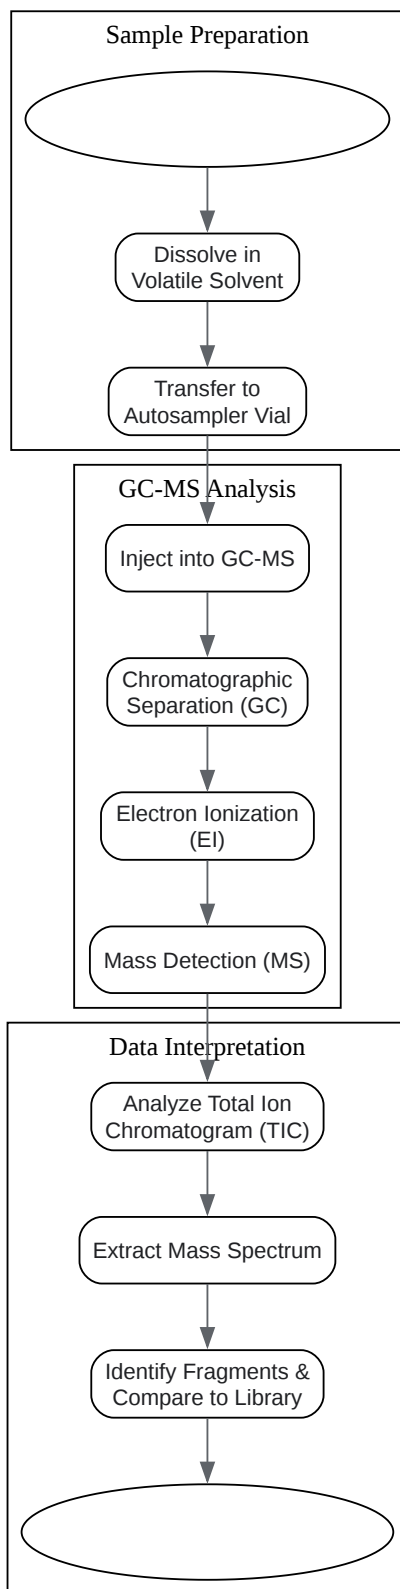 Sample Preparation
Dissolve in
Volatile Solvent
Transfer to
Autosampler Vial
GC-MS Analysis
Inject into GC-MS
Chromatographic
Separation (GC)
Electron Ionization
(EI)
Mass Detection (MS)
Data Interpretation
Analyze Total Ion
Chromatogram (TIC)
Extract Mass Spectrum
Identify Fragments &
Compare to Library